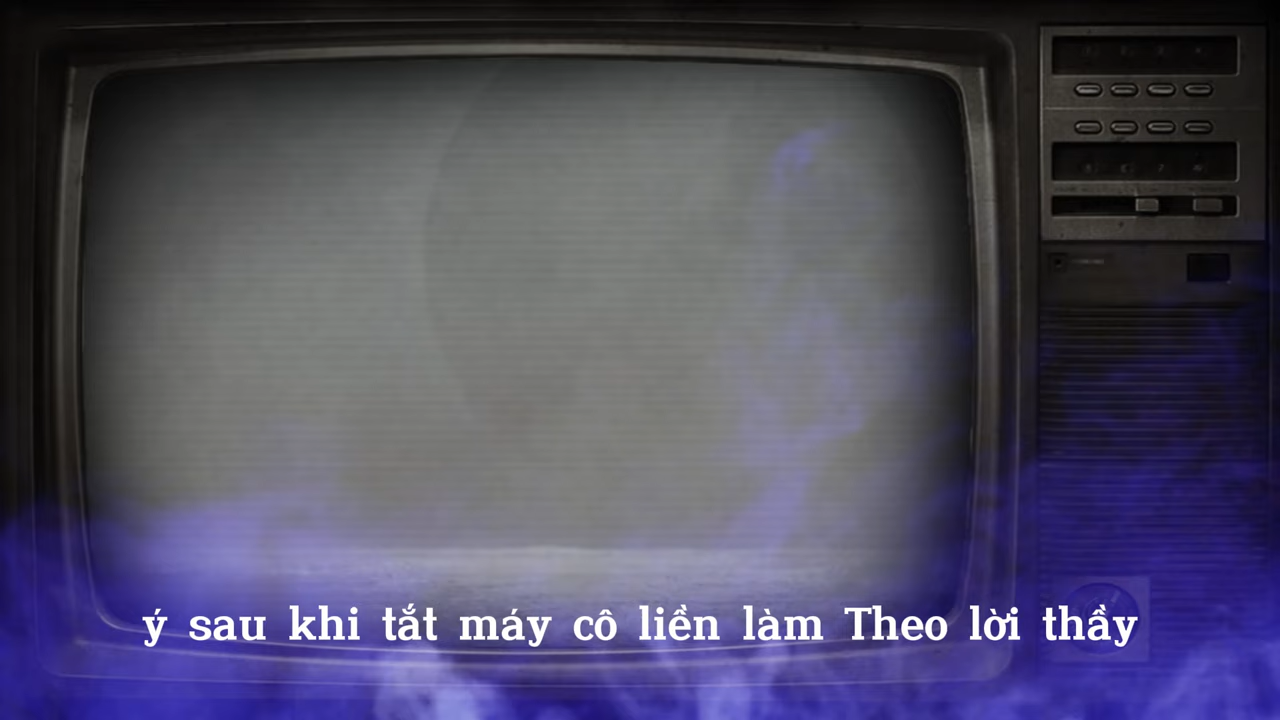 ý sau khi tắt máy cô liền làm Theo lời thầy